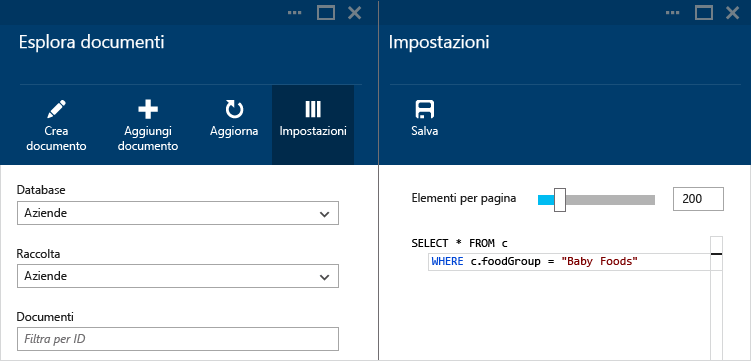 Esplora documenti
Crea
documento
Aggiungi
documento
Aggiorna
Impostazioni
Database
Aziende
Raccolta
Aziende
Documenti
Filtra per ID
Impostazioni
Salva
Elementi per pagina
200
SELECT * FROM c
WHERE c.foodGroup = "Baby Foods"